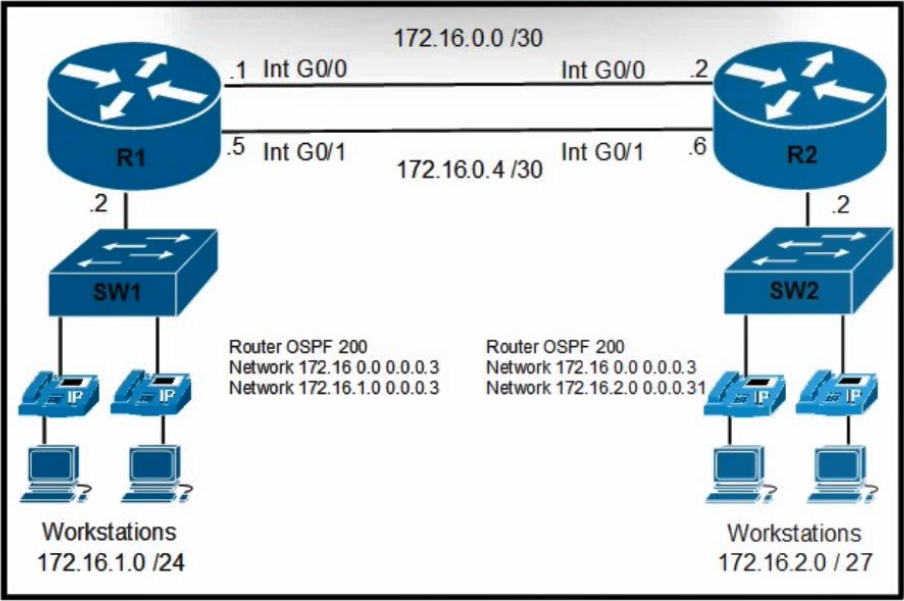 172.16.0.0 /30
.1 Int G0/0
Int G0/0 .2
R1
R2
.5 Int G0/1
Int G0/1 .6
172.16.0.4 /30
.2
.2
SW1
SW2
Router OSPF 200
Network 172.16 0.0 0.0.0.3
Network 172.16.1.0 0.0.0.3
Router OSPF 200
Network 172.16 0.0 0.0.0.3
Network 172.16.2.0 0.0.0.31
IP
IP
IP
IP
Workstations
172.16.1.0 /24
Workstations
172.16.2.0 / 27